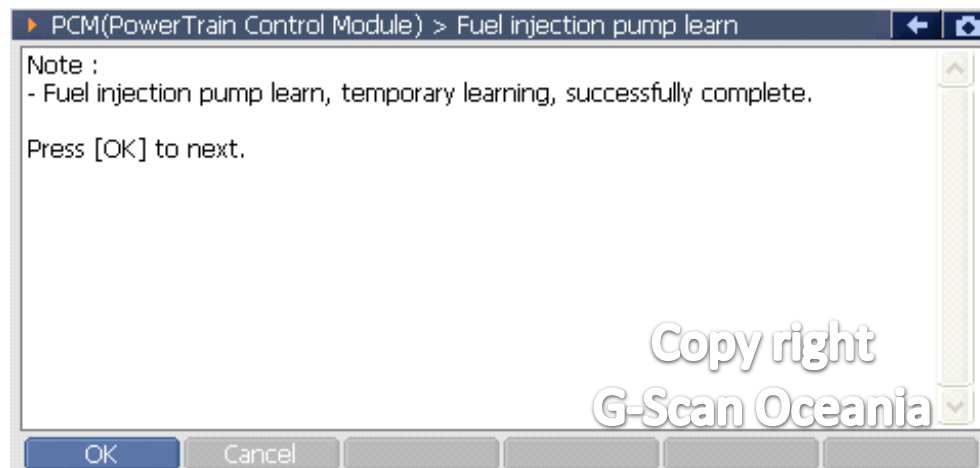 PCM(PowerTrain Control Module) > Fuel injection pump learn
Note :
- Fuel injection pump learn, temporary learning, successfully complete.
Press [OK] to next.
Copy right
G-Scan Oceania
OK
Cancel